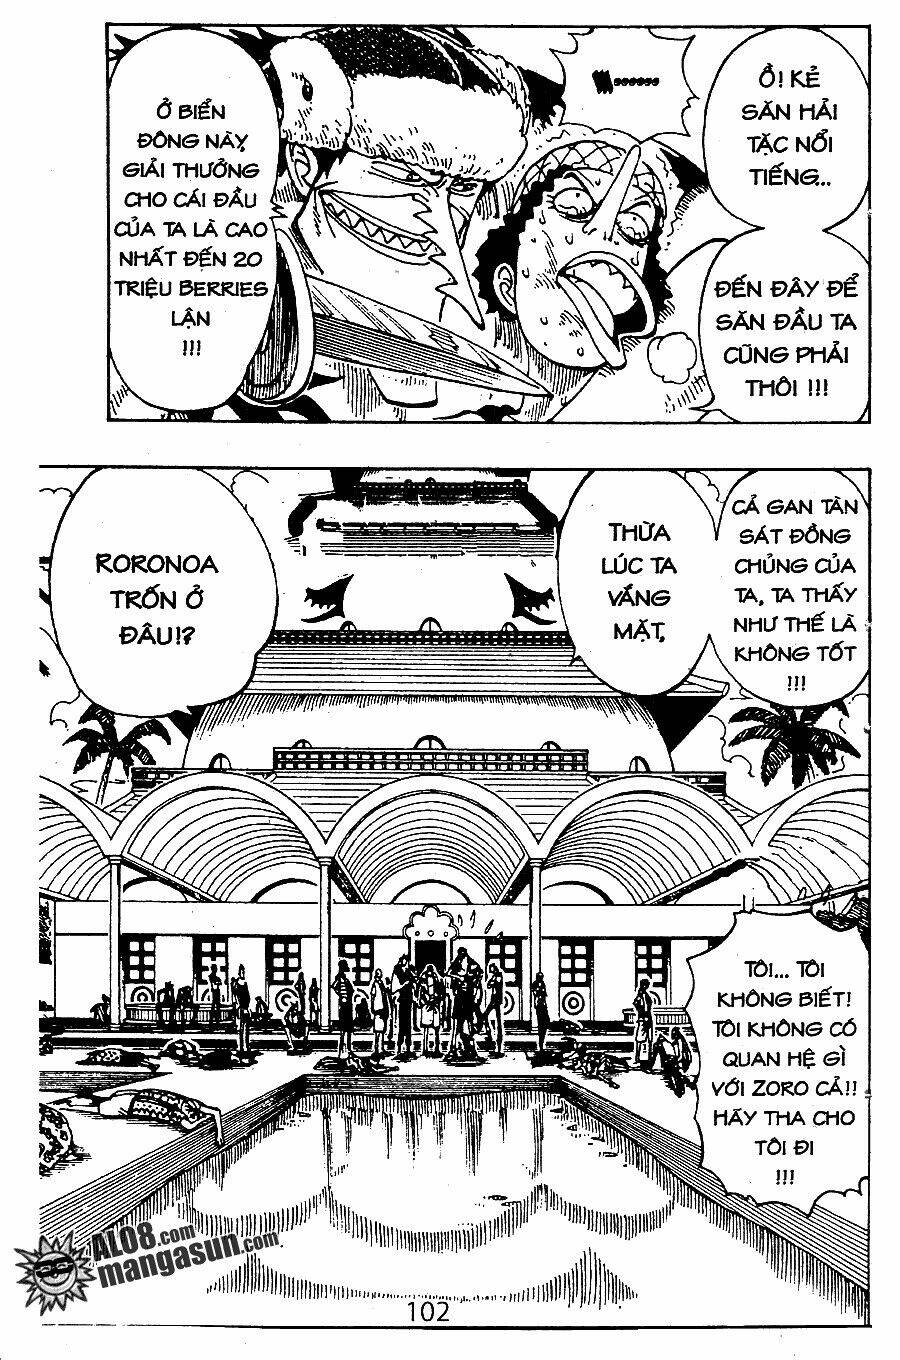 Ồ! KẺ
SĂN HẢI
TẶC NỔI
TIẾNG...
ĐẾN ĐÂY ĐỂ
SĂN ĐẦU TA
CŨNG PHẢI
THÔI !!!
Ở BIỂN
ĐÔNG NÀY,
GIẢI THƯỞNG
CHO CÁI ĐẦU
CỦA TA LÀ CAO
NHẤT ĐẾN 20
TRIỆU BERRIES
LẬN
!!!
CẢ GAN TÀN
SÁT ĐỒNG
CHỦNG CỦA
TA, TA THẤY
NHƯ THẾ LÀ
KHÔNG TỐT
!!!
THỪA
LÚC TA
VẮNG
MẶT,
RORONOA
TRỐN Ở
ĐÂU!?
TÔI... TÔI
KHÔNG BIẾT!
TÔI KHÔNG CÓ
QUAN HỆ GÌ
VỚI ZORO CẢ!!
HÃY THA CHO
TÔI ĐI
!!!
ALO8.com
mangasun.com
102